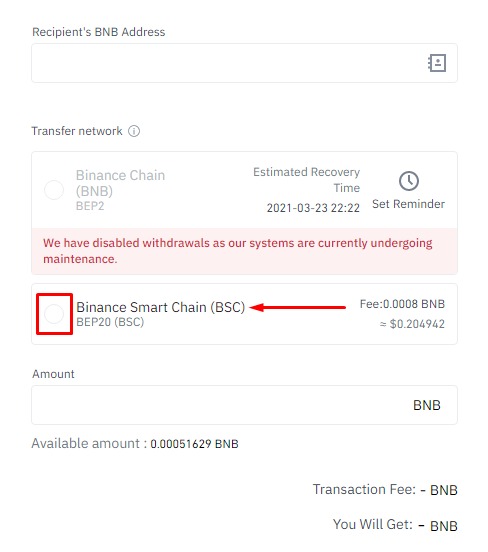 Recipient's BNB Address
Transfer network
Binance Chain
(BNB)
BEP2
Estimated Recovery
Time
2021-03-23 22:22
Set Reminder
We have disabled withdrawals as our systems are currently undergoing
maintenance.
Binance Smart Chain (BSC)
BEP20 (BSC)
Fee:0.0008 BNB
≈ $0.204942
Amount
BNB
Available amount : 0.00051629 BNB
Transaction Fee: - BNB
You Will Get: - BNB